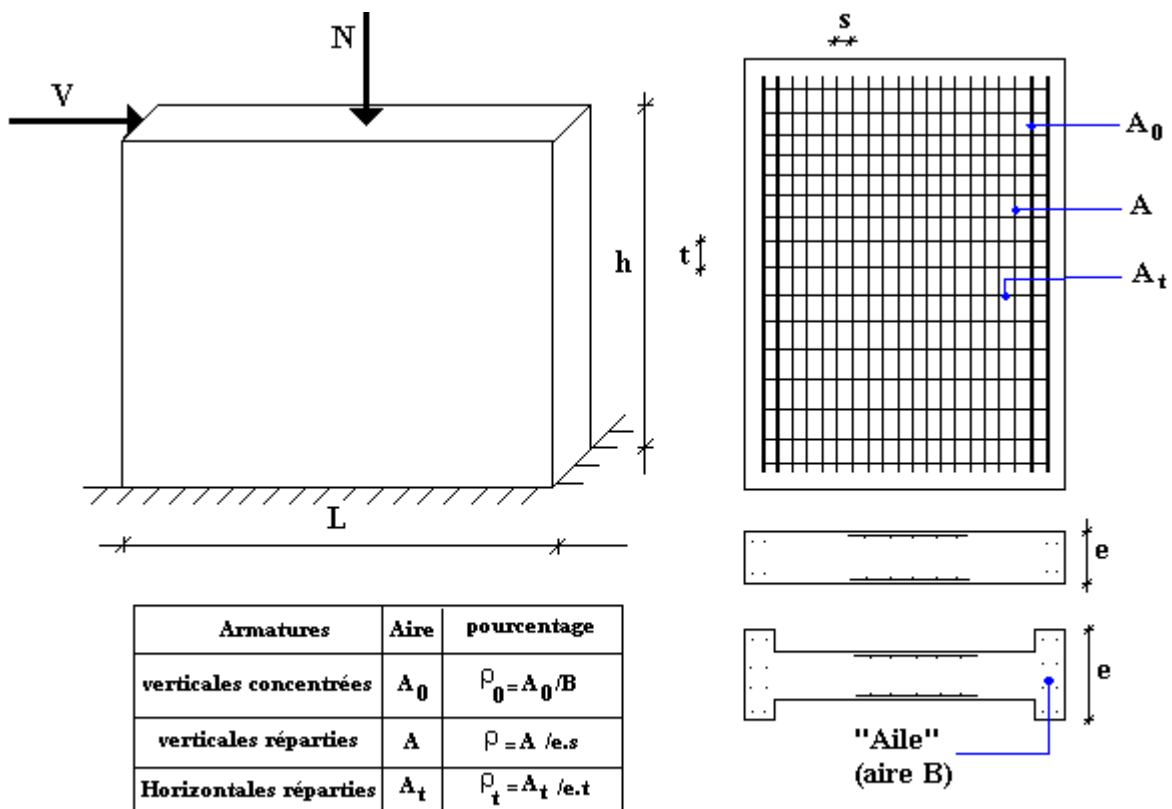 N
V
h
L
s
t
A0
A
At
e
e
"Aile"
(aire B)
Armatures Aire pourcentage
verticales concentrées A0 ρ0=A0/B
verticales réparties A ρ =A /e.s
Horizontales réparties At ρt=At /e.t